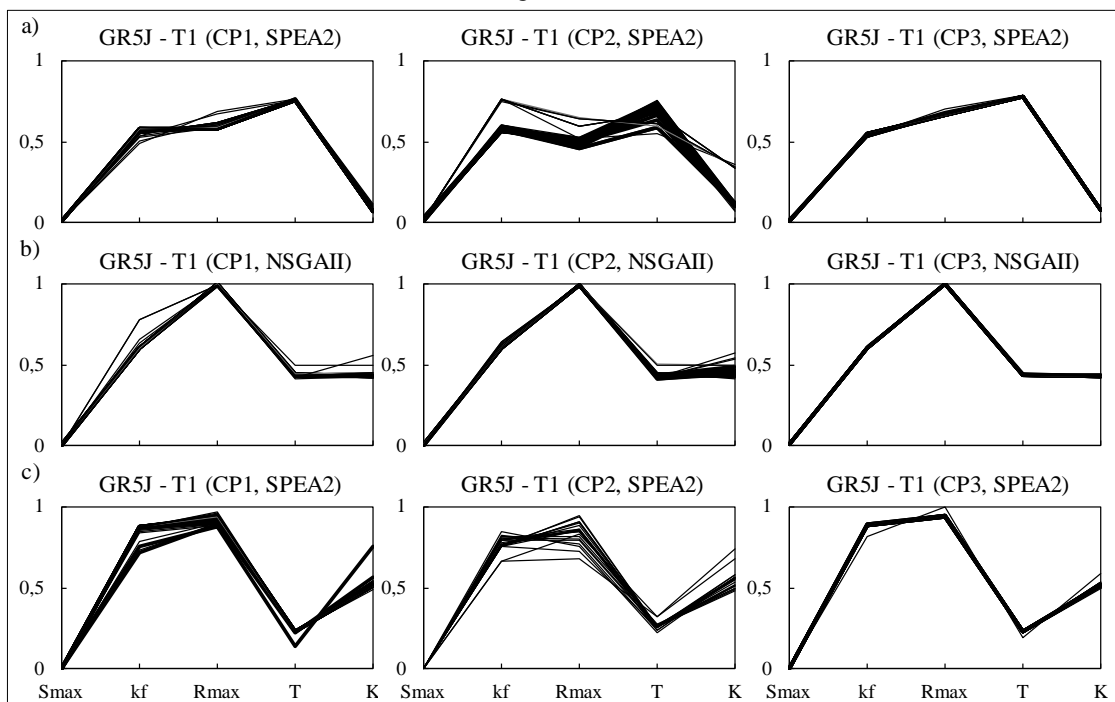 a)
GR5J - T1 (CP1, SPEA2) GR5J - T1 (CP2, SPEA2) GR5J - T1 (CP3, SPEA2)
1 1 1
0.5 0.5 0.5
0 0 0
b)
GR5J - T1 (CP1, NSGAII) GR5J - T1 (CP2, NSGAII) GR5J - T1 (CP3, NSGAII)
1 1 1
0.5 0.5 0.5
0 0 0
c)
GR5J - T1 (CP1, SPEA2) GR5J - T1 (CP2, SPEA2) GR5J - T1 (CP3, SPEA2)
1 1 1
0.5 0.5 0.5
0 0 0
Smax kf Rmax T K Smax kf Rmax T K Smax kf Rmax T K